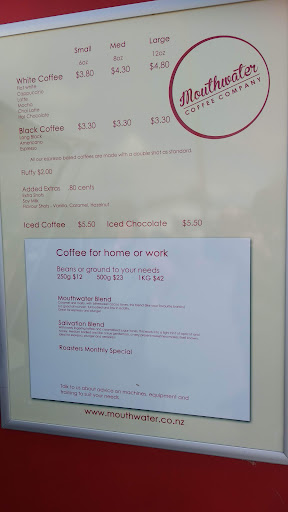 Small Med Large
6oz 8oz 12oz
White Coffee $3.80 $4.30 $4.80
Flat White
Cappuccino
Latte
Mocha
Chai Latte
Hot Chocolate
Mouthwater
COFFEE COMPANY
Black Coffee $3.30 $3.30 $3.30
Long Black
Americano
Espresso
All our espresso based coffees are made with a double shot as standard.
Fluffy $2.00
Added Extras 80 cents
Extra Shot
Soy Milk
Flavour Shots - Vanilla, Caramel, Hazelnut
Iced Coffee $5.50 Iced Chocolate $5.50
Coffee for home or work
Beans or ground to your needs
250g $12 500g $23 1KG $42
Mouthwater Blend
Salivation Blend
Roasters Monthly Special
Talk to us about advice on machines, equipment and
training to suit your needs.
www.mouthwater.co.nz